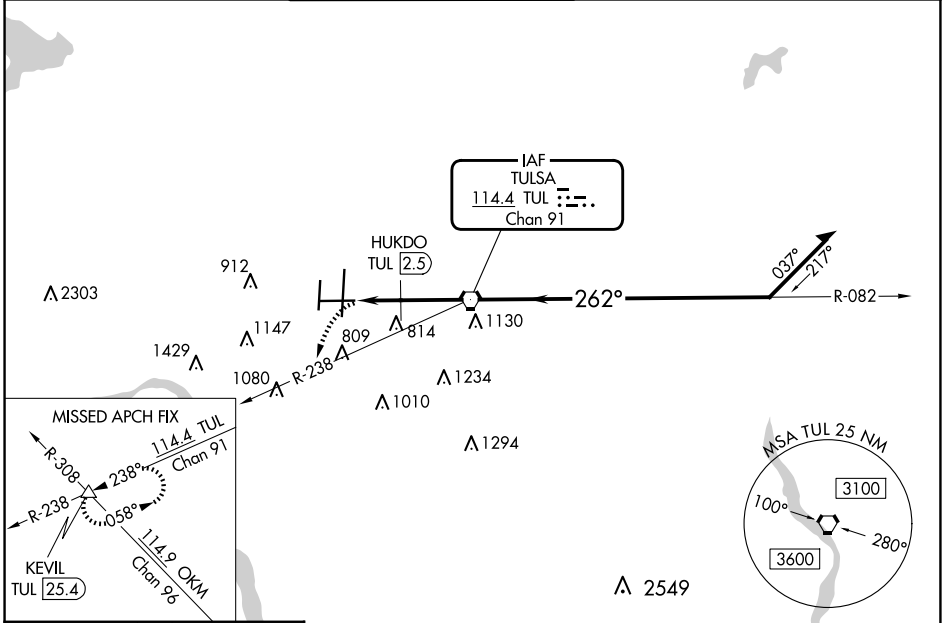 IAF
TULSA
114.4 TUL
Chan 91
HUKDO
TUL 2.5
037°
217°
262°
R-082
912
2303
1130
814
809
1147
1429
1080
R-238
1234
1010
1294
MISSED APCH FIX
114.4 TUL
Chan 91
R-308
238°
R-238
058°
KEVIL
TUL 25.4
114.9 OKM
Chan 96
MSA TUL 25 NM
3100
100°
280°
3600
2549